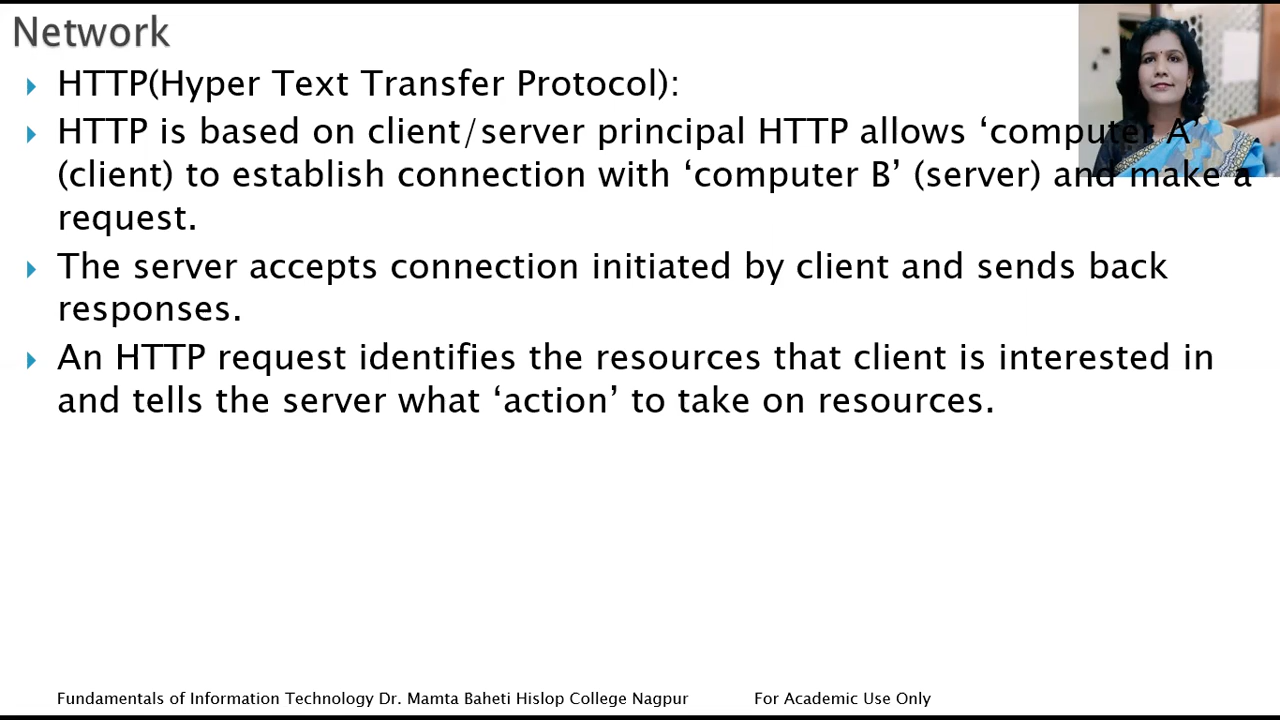 Network
HTTP(Hyper Text Transfer Protocol):
HTTP is based on client/server principal HTTP allows ‘computer A’
(client) to establish connection with ‘computer B’ (server) and make a
request.
The server accepts connection initiated by client and sends back
responses.
An HTTP request identifies the resources that client is interested in
and tells the server what ‘action’ to take on resources.
Fundamentals of Information Technology Dr. Mamta Baheti Hislop College Nagpur For Academic Use Only